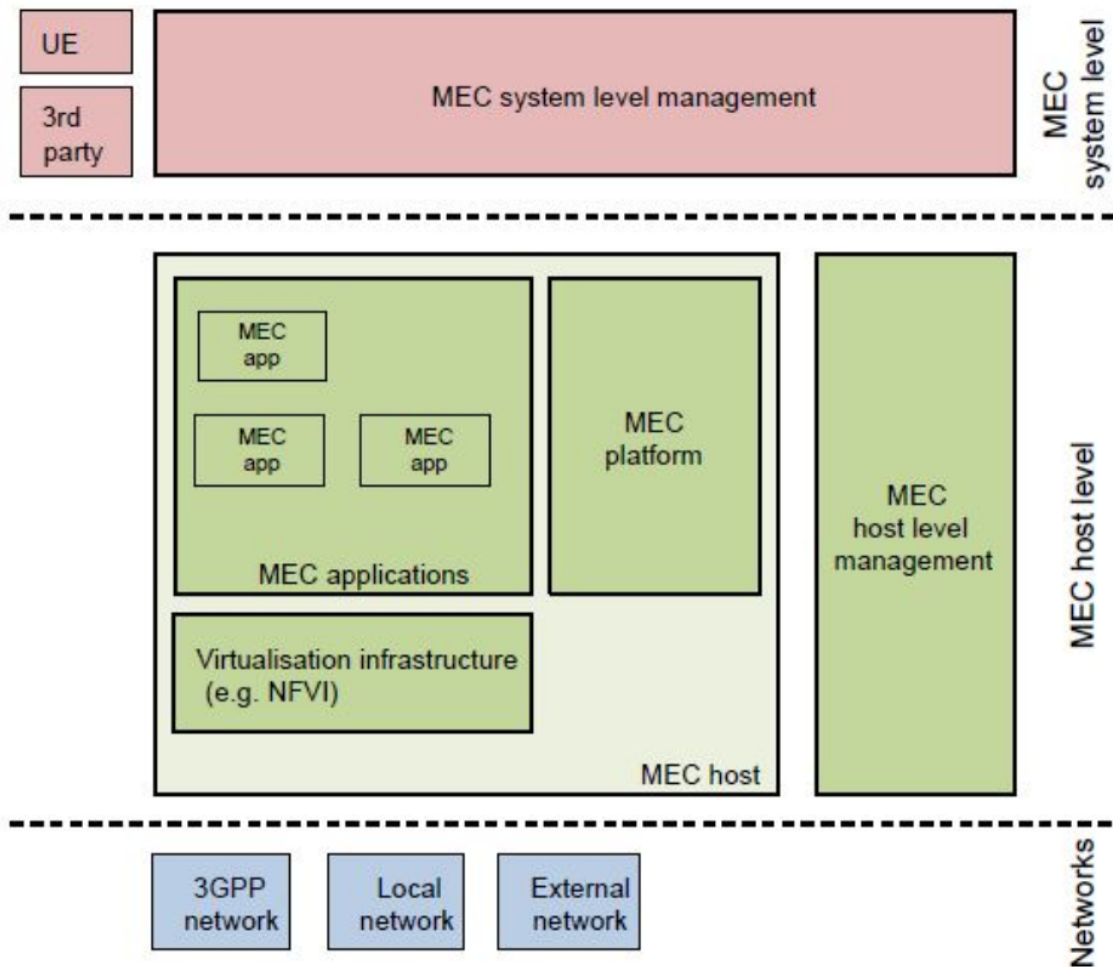 UE
3rd
party
MEC system level management
MEC
system level
MEC
app
MEC
app
MEC
app
MEC applications
MEC
platform
Virtualisation infrastructure
(e.g. NFVI)
MEC host
MEC
host level
management
MEC host level
3GPP
network
Local
network
External
network
Networks